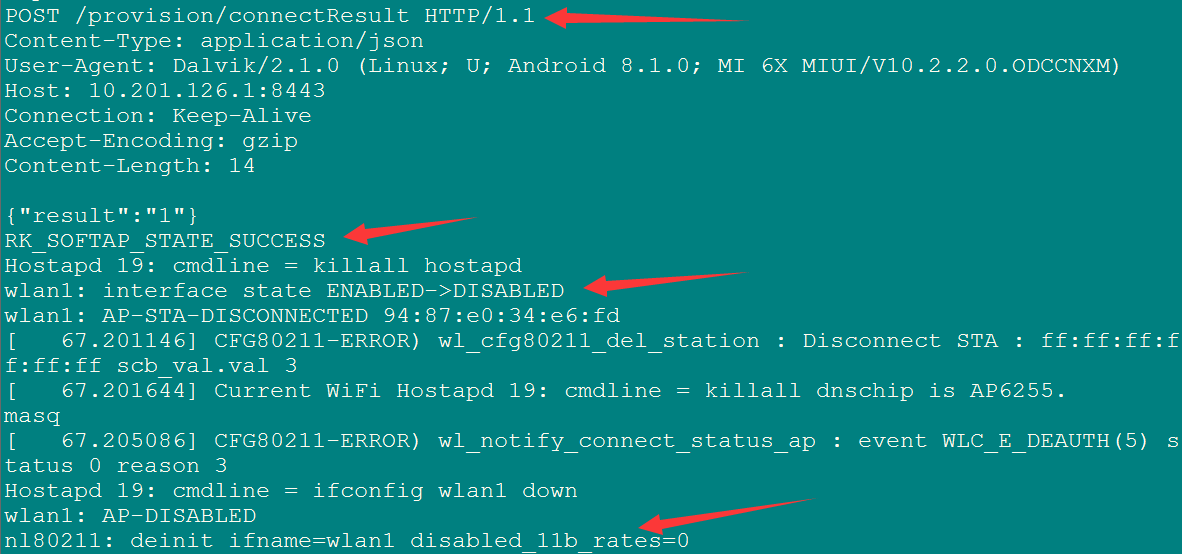 POST /provision/connectResult HTTP/1.1
Content-Type: application/json
User-Agent: Dalvik/2.1.0 (Linux; U; Android 8.1.0; MI 6X MIUI/V10.2.2.0.ODCCNXM)
Host: 10.201.126.1:8443
Connection: Keep-Alive
Accept-Encoding: gzip
Content-Length: 14
{"result":"1"}
RK_SOFTAP_STATE_SUCCESS
Hostapd 19: cmdline = killall hostapd
wlan1: interface state ENABLED->DISABLED
wlan1: AP-STA-DISCONNECTED 94:87:e0:34:e6:fd
[   67.201146] CFG80211-ERROR) wl_cfg80211_del_station : Disconnect STA : ff:ff:ff:f
f:ff:ff scb_val.val 3
[   67.201644] Current WiFi Hostapd 19: cmdline = killall dnschip is AP6255.
masq
[   67.205086] CFG80211-ERROR) wl_notify_connect_status_ap : event WLC_E_DEAUTH(5) s
tatus 0 reason 3
Hostapd 19: cmdline = ifconfig wlan1 down
wlan1: AP-DISABLED
nl80211: deinit ifname=wlan1 disabled_11b_rates=0